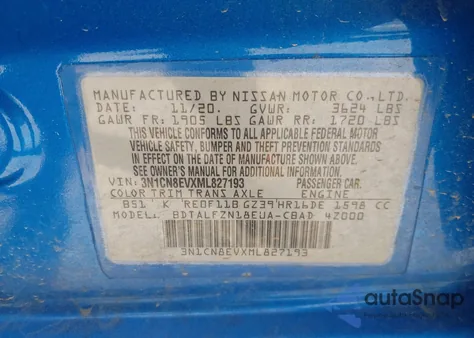 MANUFACTURED BY NISSAN MOTOR CO.,LTD.
DATE: 11/20. GVWR: 3624 LBS
GAWR FR: 1905 LBS GAWR RR: 1720 LBS
THIS VEHICLE CONFORMS TO ALL APPLICABLE FEDERAL MOTOR
VEHICLE SAFETY, BUMPER AND THEFT PREVENTION STANDARDS
IN EFFECT ON THE DATE OF MANUFACTURE SHOWN ABOVE.
SEE OWNER'S MANUAL FOR ADDITIONAL INFORMATION
VIN: 3N1CN8EVXML827193 PASSENGER CAR.
COLOR TRIM TRANS AXLE ENGINE
B51 K RE0F11B GZ39 HR16DE 1598 CC
MODEL: BDTALFZN18EUA-CBAD 4Z000
3N1CN8EVXML827193
autoSnap